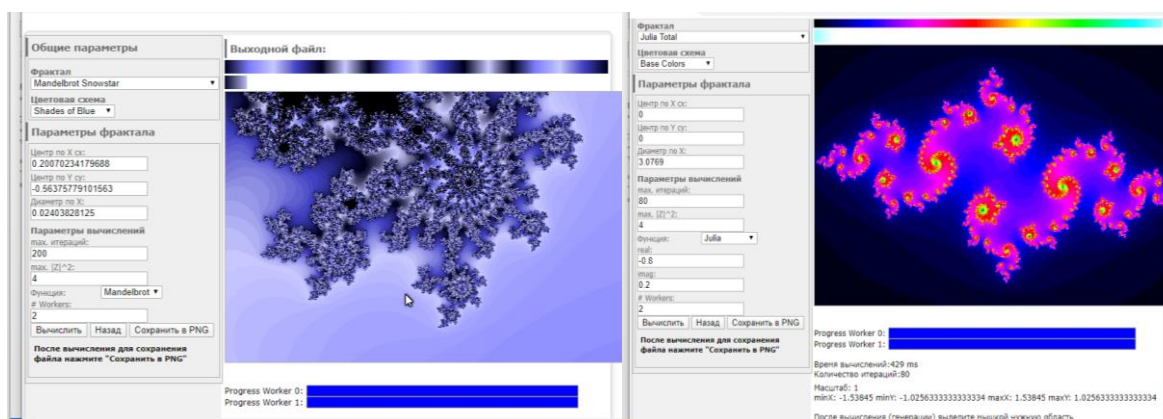 Общие параметры
Фрактал
Mandelbrot Snowstar
Цветовая схема
Shades of Blue
Параметры фрактала
Центр по X cx:
0.20070234179688
Центр по Y cy:
-0.56375779101563
Диаметр по X:
0.02403828125
Параметры вычислений
max. итераций:
200
max. |Z|^2:
4
Функция: Mandelbrot
# Workers:
2
Вычислить Назад Сохранить в PNG
После вычисления для сохранения
файла нажмите "Сохранить в PNG"
Выходной файл:
Progress Worker 0:
Progress Worker 1:
Фрактал
Julia Total
Цветовая схема
Base Colors
Параметры фрактала
Центр по X cx:
0
Центр по Y cy:
0
Диаметр по X:
3.0769
Параметры вычислений
max. итераций:
80
max. |Z|^2:
4
Функция: Julia
real:
-0.8
imag:
0.2
# Workers:
2
Вычислить Назад Сохранить в PNG
После вычисления для сохранения
файла нажмите "Сохранить в PNG"
Progress Worker 0:
Progress Worker 1:
Время вычислений:429 ms
Количество итераций:80
Масштаб: 1
minX: -1.53845 minY: -1.0256333333333334 maxX: 1.53845 maxY: 1.0256333333333334
После вычисления (генерации) выделите мышкой нужную область